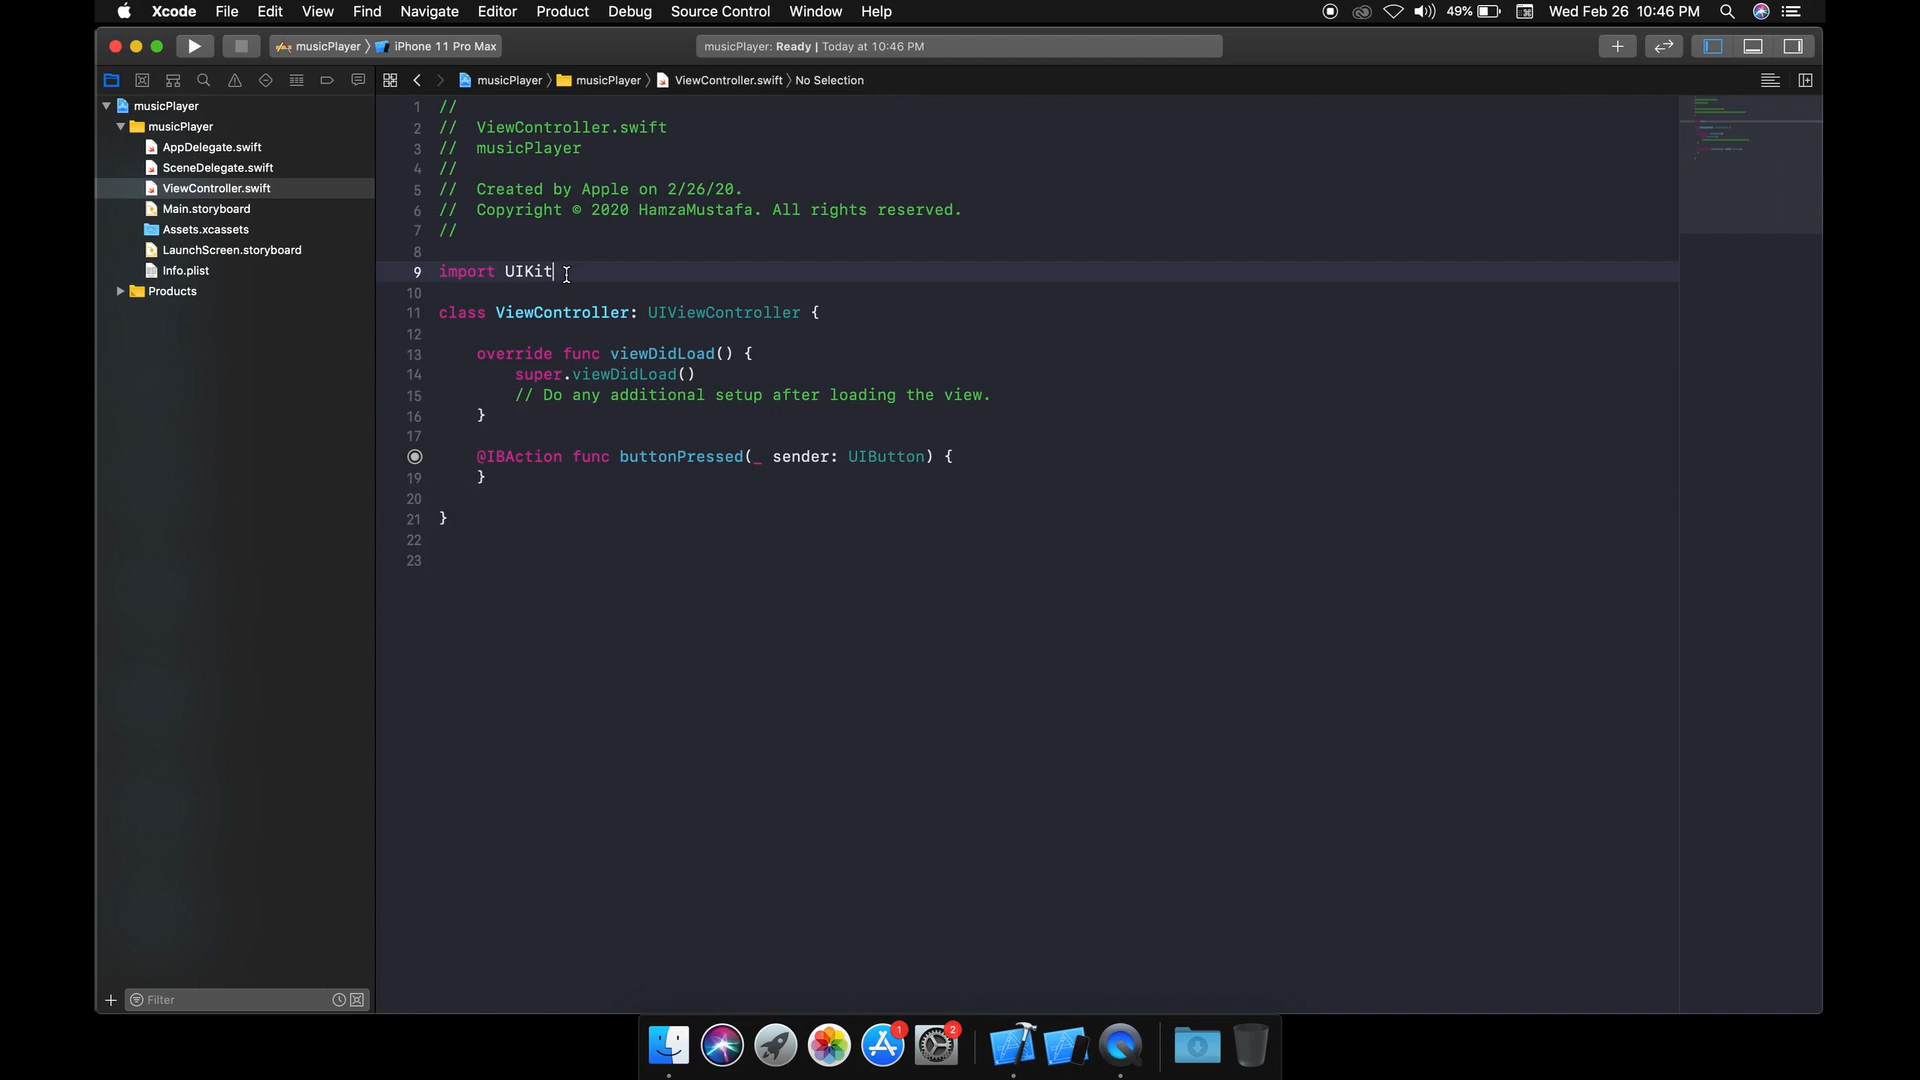 Xcode File Edit View Find Navigate Editor Product Debug Source Control Window Help 49% Wed Feb 26 10:46 PM
musicPlayer iPhone 11 Pro Max musicPlayer: Ready | Today at 10:46 PM
musicPlayer musicPlayer ViewController.swift No Selection
musicPlayer
musicPlayer
AppDelegate.swift
SceneDelegate.swift
ViewController.swift
Main.storyboard
Assets.xcassets
LaunchScreen.storyboard
Info.plist
Products
1 //
2 // ViewController.swift
3 // musicPlayer
4 //
5 // Created by Apple on 2/26/20.
6 // Copyright © 2020 HamzaMustafa. All rights reserved.
7 //
8
9 import UIKit
10
11 class ViewController: UIViewController {
12
13 override func viewDidLoad() {
14 super.viewDidLoad()
15 // Do any additional setup after loading the view.
16 }
17
@IBAction func buttonPressed(_ sender: UIButton) {
19 }
20
21 }
22
23
Filter
1 2